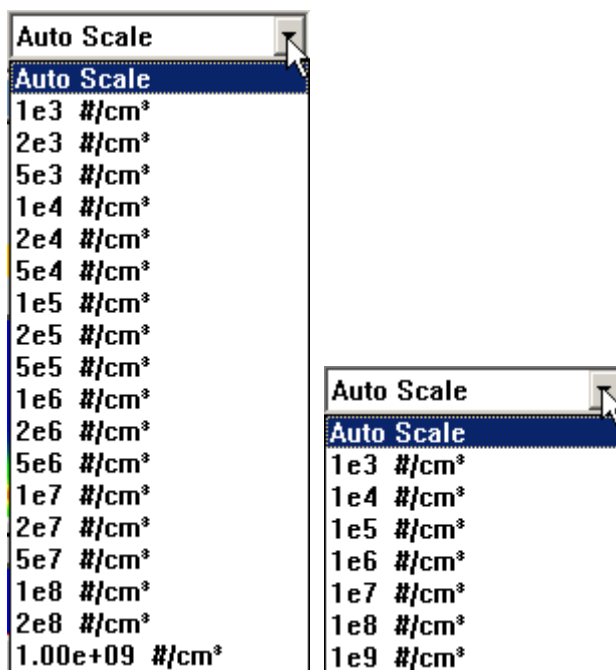 Auto Scale
Auto Scale
1e3 #/cm³
2e3 #/cm³
5e3 #/cm³
1e4 #/cm³
2e4 #/cm³
5e4 #/cm³
1e5 #/cm³
2e5 #/cm³
5e5 #/cm³
1e6 #/cm³
2e6 #/cm³
5e6 #/cm³
1e7 #/cm³
2e7 #/cm³
5e7 #/cm³
1e8 #/cm³
2e8 #/cm³
1.00e+09 #/cm³
Auto Scale
Auto Scale
1e3 #/cm³
1e4 #/cm³
1e5 #/cm³
1e6 #/cm³
1e7 #/cm³
1e8 #/cm³
1e9 #/cm³